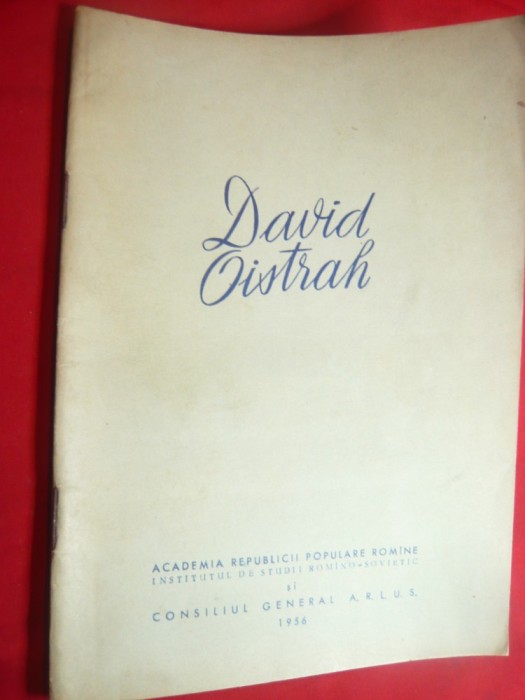 David
Oistrah
ACADEMIA REPUBLICII POPULARE ROMÎNE
INSTITUTUL DE STUDII ROMÎNO-SOVIETIC
și
CONSILIUL GENERAL A.R.L.U.S.
1956